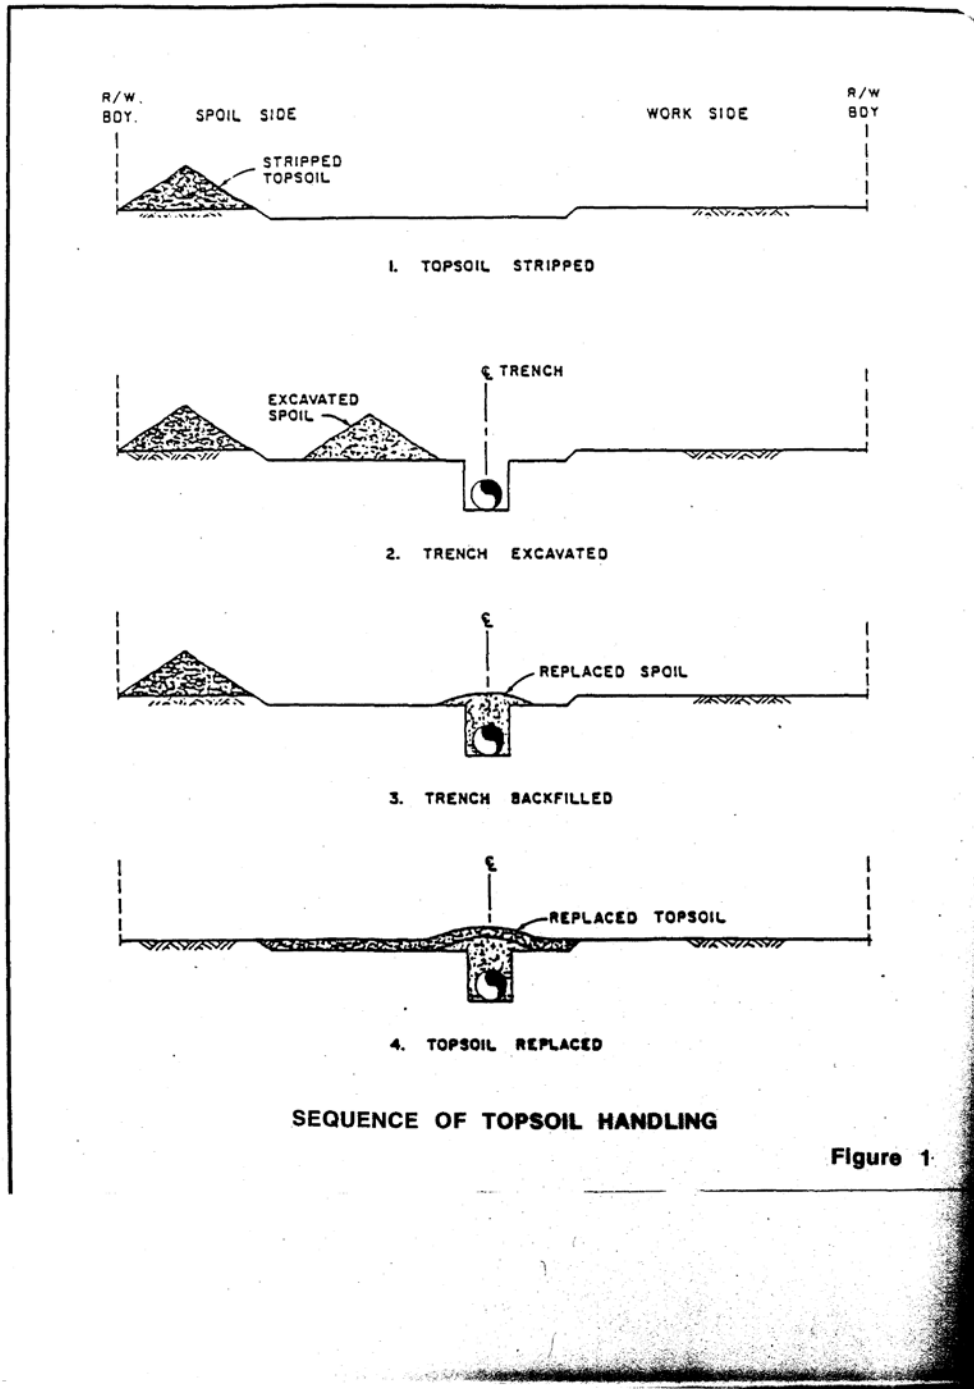 R/W.
BDY.
SPOIL SIDE
WORK SIDE
R/W
BDY
STRIPPED
TOPSOIL
1. TOPSOIL STRIPPED
℄ TRENCH
EXCAVATED
SPOIL
2. TRENCH EXCAVATED
℄
REPLACED SPOIL
3. TRENCH BACKFILLED
℄
REPLACED TOPSOIL
4. TOPSOIL REPLACED
SEQUENCE OF TOPSOIL HANDLING
Figure 1